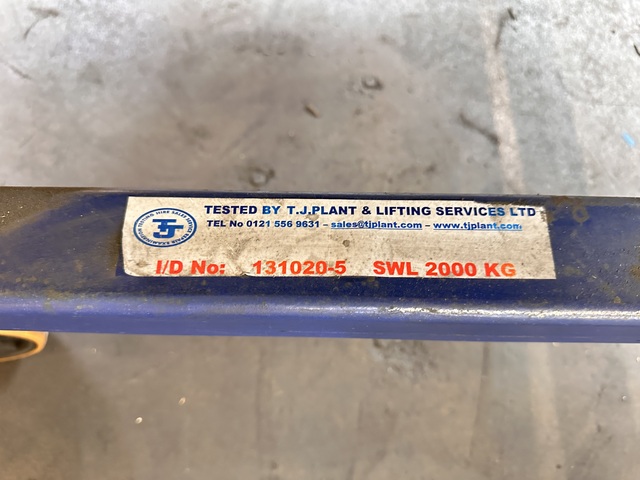 TESTED BY T.J.PLANT & LIFTING SERVICES LTD
TEL No 0121 556 9631 – sales@tjplant.com – www.tjplant.com
TJ
I/D No: 131020-5 SWL 2000 KG